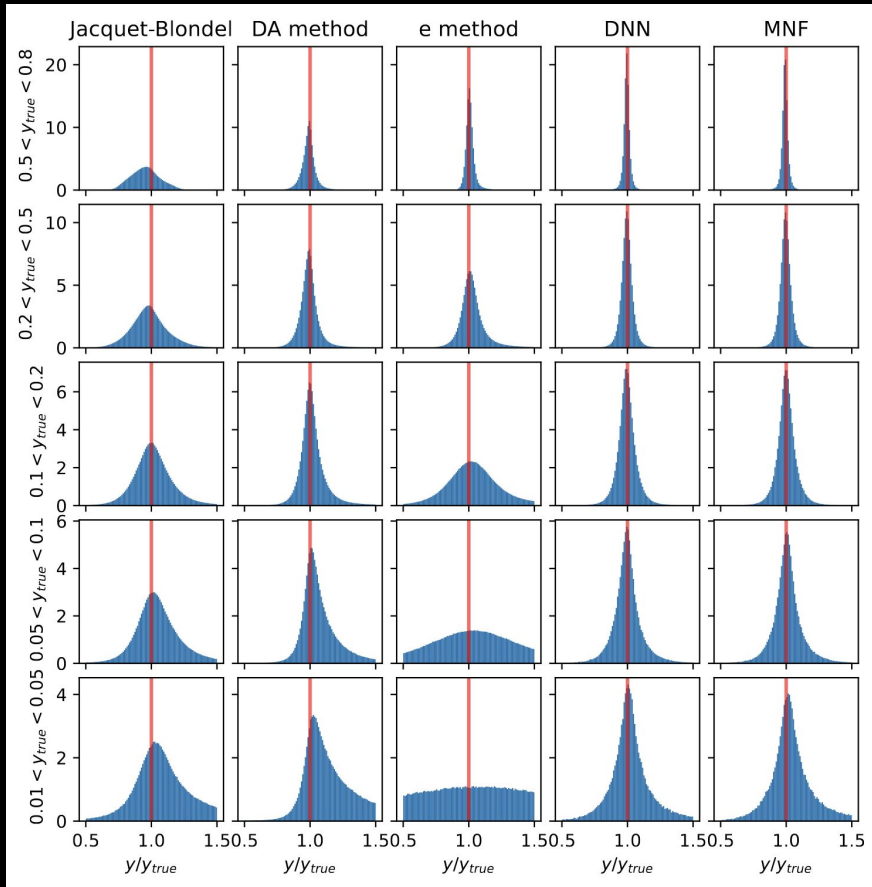 Jacquet-Blondel DA method e method DNN MNF
0.5 < y_true < 0.8
20
10
0
0.2 < y_true < 0.5
10
5
0
0.1 < y_true < 0.2
6
4
2
0
0.05 < y_true < 0.1
6
4
2
0
0.01 < y_true < 0.05
4
2
0
0.5 1.0 1.50.5 1.0 1.50.5 1.0 1.50.5 1.0 1.50.5 1.0 1.5
y/y_true y/y_true y/y_true y/y_true y/y_true